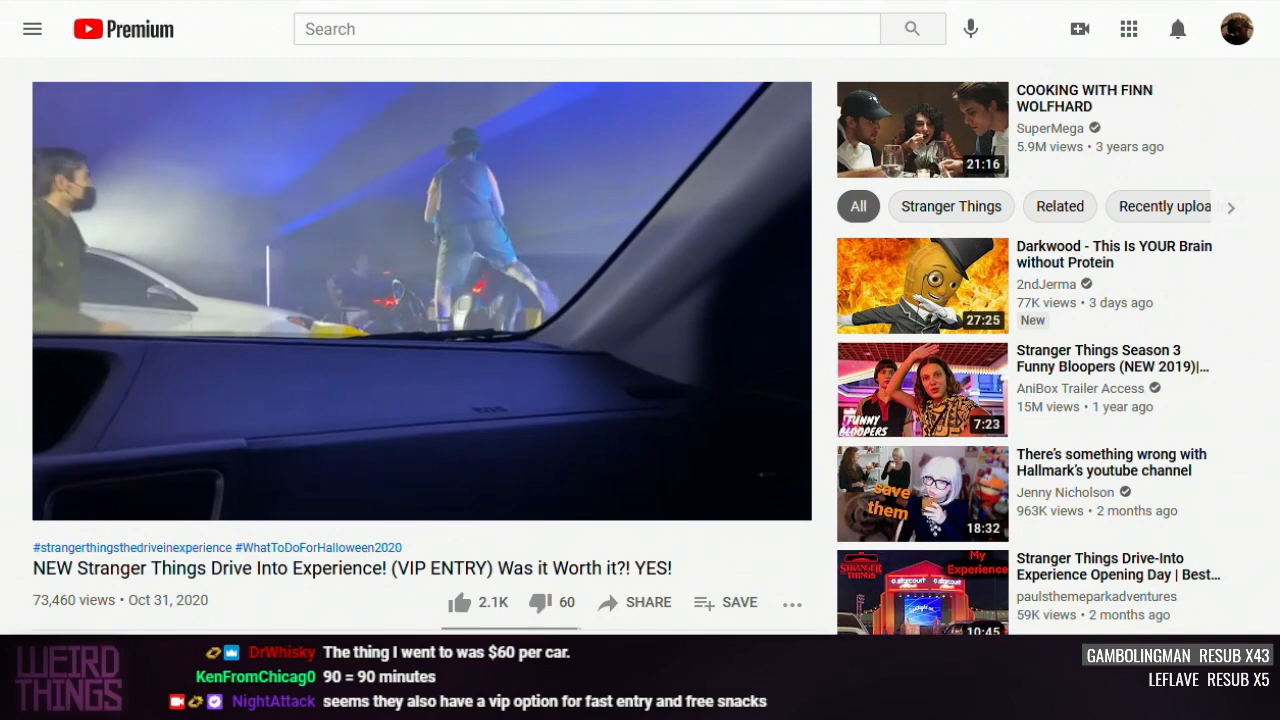 Premium
Search
COOKING WITH FINN
WOLFHARD
SuperMega
5.9M views • 3 years ago
21:16
All
Stranger Things
Related
Recently uploa
Darkwood - This Is YOUR Brain
without Protein
2ndJerma
77K views • 3 days ago
New
27:25
Stranger Things Season 3
Funny Bloopers (NEW 2019)|...
AniBox Trailer Access
15M views • 1 year ago
FUNNY
BLOOPERS
7:23
There's something wrong with
Hallmark's youtube channel
Jenny Nicholson
963K views • 2 months ago
save
them
18:32
Stranger Things Drive-Into
Experience Opening Day | Best...
paulsthemeparkadventures
59K views • 2 months ago
STRANGER
THINGS
My
Experience
starcourt
10:45
#strangerthingsthedriveinexperience #WhatToDoForHalloween2020
NEW Stranger Things Drive Into Experience! (VIP ENTRY) Was it Worth it?! YES!
73,460 views • Oct 31, 2020
2.1K
60
SHARE
SAVE
WEIRD
THINGS
DrWhisky The thing I went to was $60 per car.
KenFromChicag0 90 = 90 minutes
NightAttack seems they also have a vip option for fast entry and free snacks
GAMBOLINGMAN RESUB X43
LEFLAVE RESUB X5